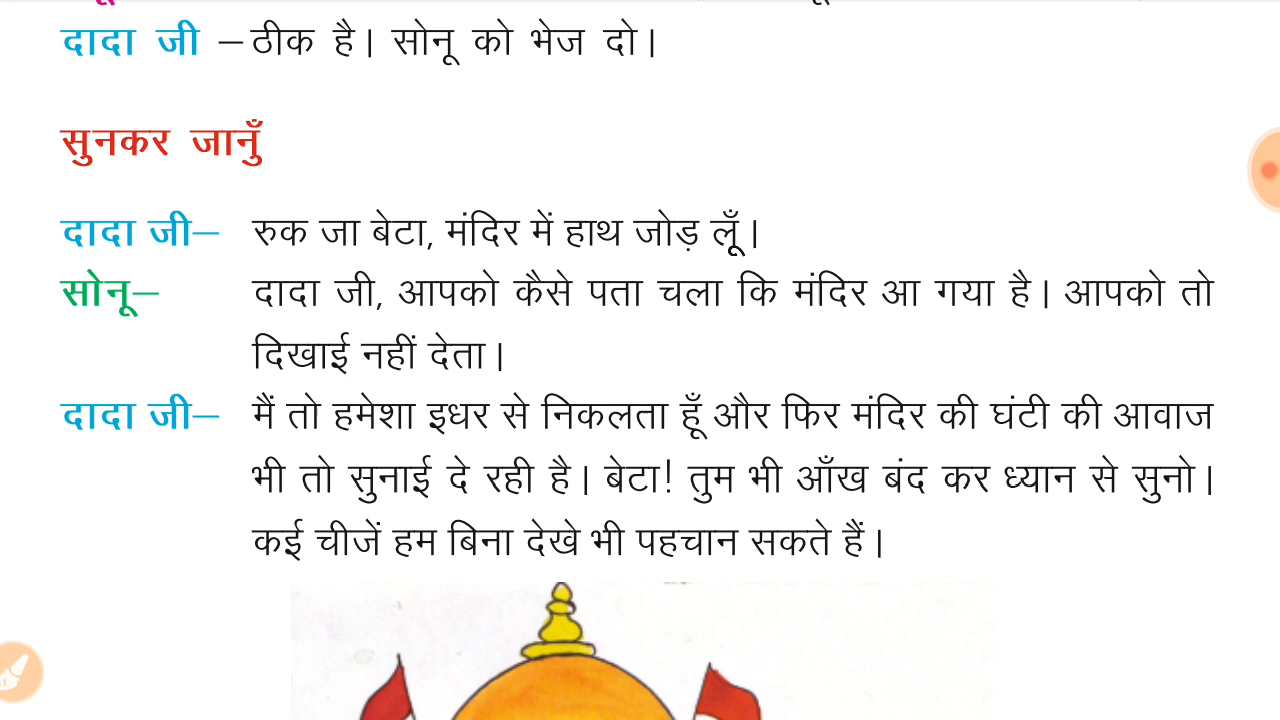 दादा जी –ठीक है। सोनू को भेज दो।
सुनकर जानुँ
दादा जी– रुक जा बेटा, मंदिर में हाथ जोड़ लूँ।
सोनू– दादा जी, आपको कैसे पता चला कि मंदिर आ गया है। आपको तो
दिखाई नहीं देता।
दादा जी– मैं तो हमेशा इधर से निकलता हूँ और फिर मंदिर की घंटी की आवाज
भी तो सुनाई दे रही है। बेटा! तुम भी आँख बंद कर ध्यान से सुनो।
कई चीजें हम बिना देखे भी पहचान सकते हैं।